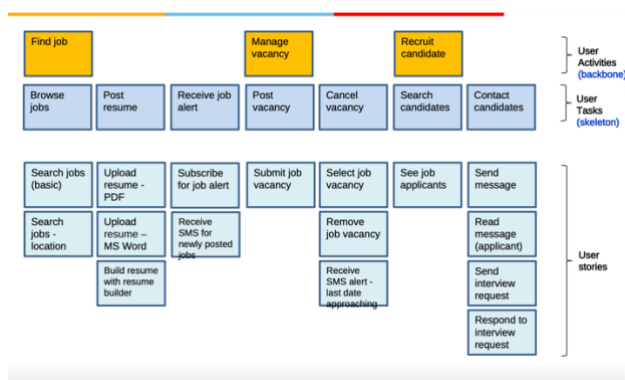 Find job
Manage
vacancy
Recruit
candidate
User
Activities
(backbone)
Browse
jobs
Post
resume
Receive job
alert
Post
vacancy
Cancel
vacancy
Search
candidates
Contact
candidates
User
Tasks
(skeleton)
Search jobs
(basic)
Upload
resume -
PDF
Subscribe
for job alert
Submit job
vacancy
Select job
vacancy
See job
applicants
Send
message
Search
jobs -
location
Upload
resume –
MS Word
Receive
SMS for
newly posted
jobs
Remove
job vacancy
Read
message
(applicant)
User
stories
Build resume
with resume
builder
Receive
SMS alert -
last date
approaching
Send
interview
request
Respond to
interview
request